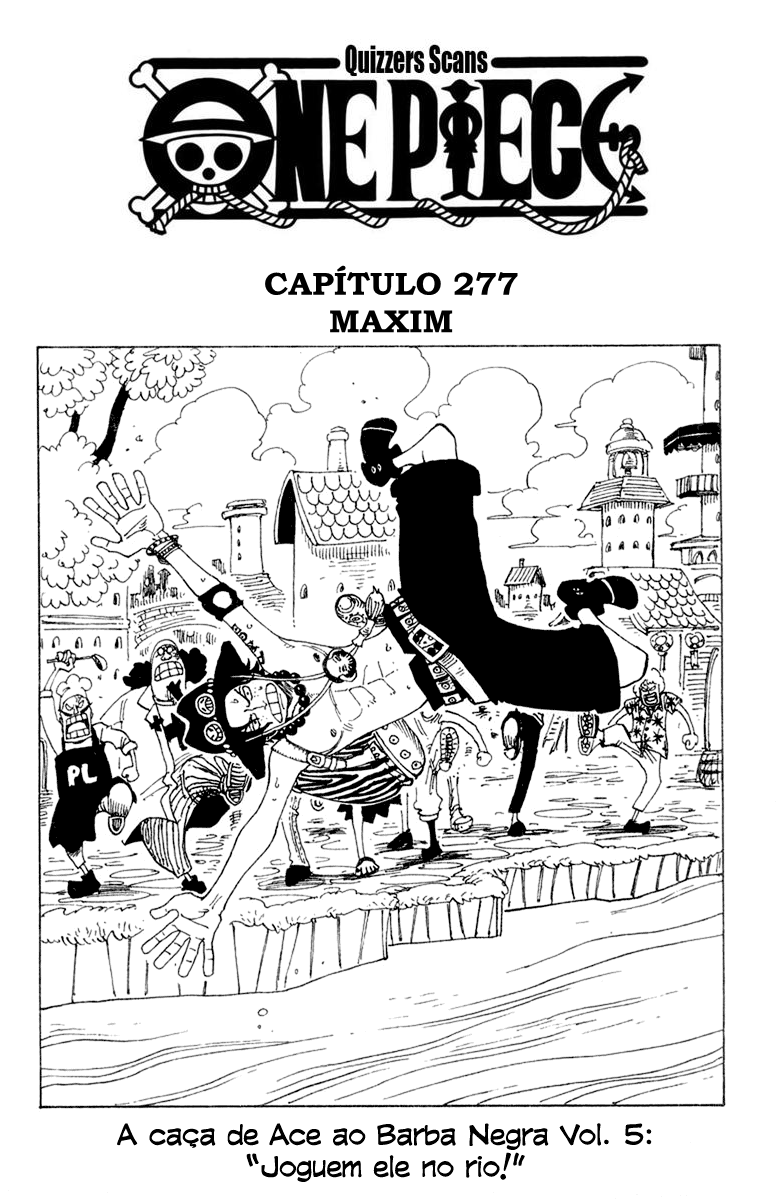 Quizzers Scans
ONE PIECE
CAPÍTULO 277
MAXIM
PL
A caça de Ace ao Barba Negra Vol. 5:
"Joguem ele no rio!"